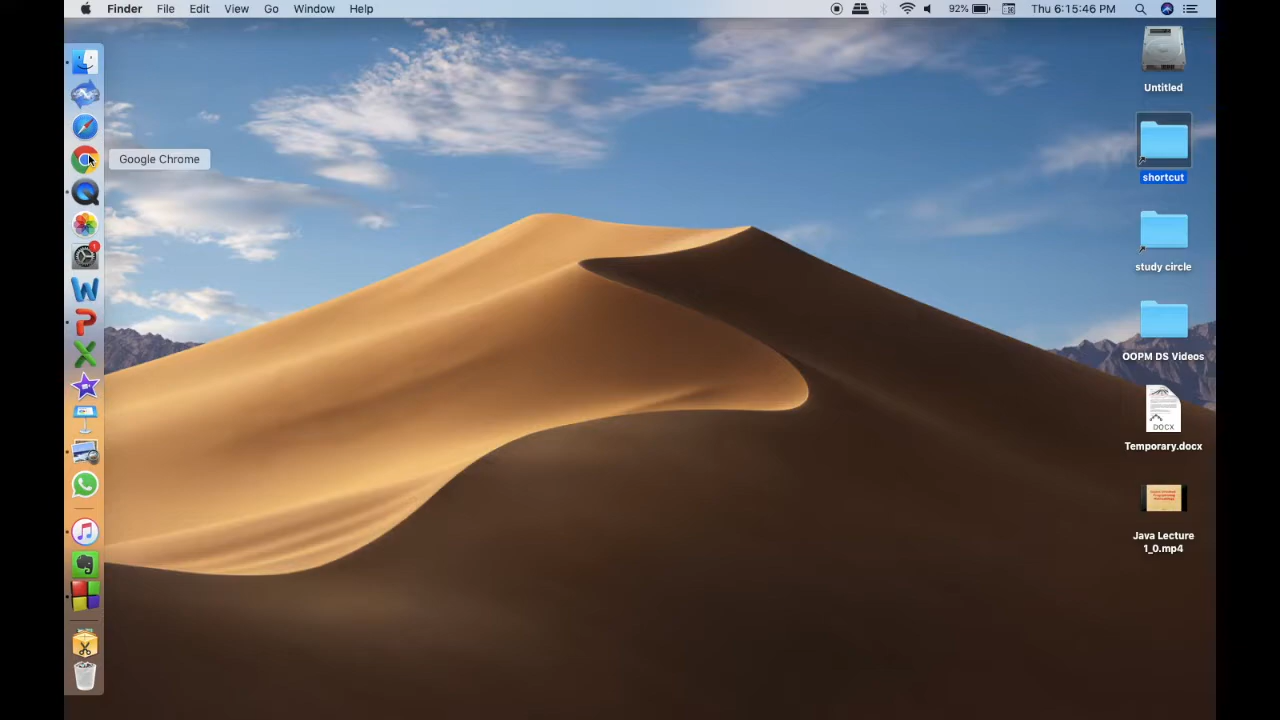 Finder File Edit View Go Window Help 92% Thu 6:15:46 PM
Untitled
Google Chrome
shortcut
study circle
OOPM DS Videos
DOCX
Temporary.docx
Java Lecture
1_0.mp4